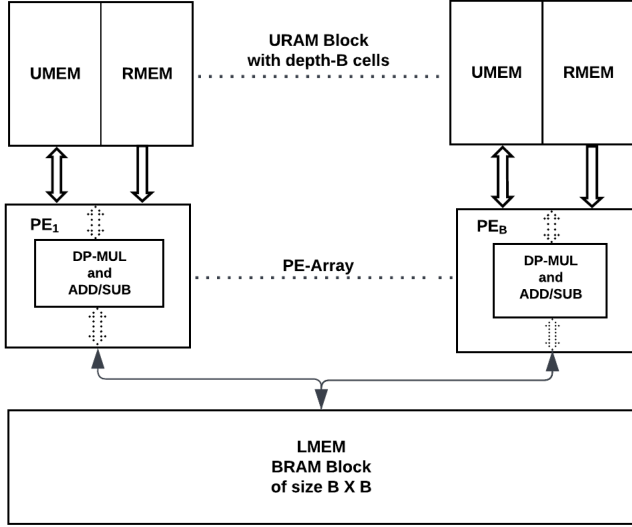 UMEM
RMEM
URAM Block
with depth-B cells
UMEM
RMEM
PE₁
DP-MUL
and
ADD/SUB
PE-Array
PE_B
DP-MUL
and
ADD/SUB
LMEM
BRAM Block
of size B X B